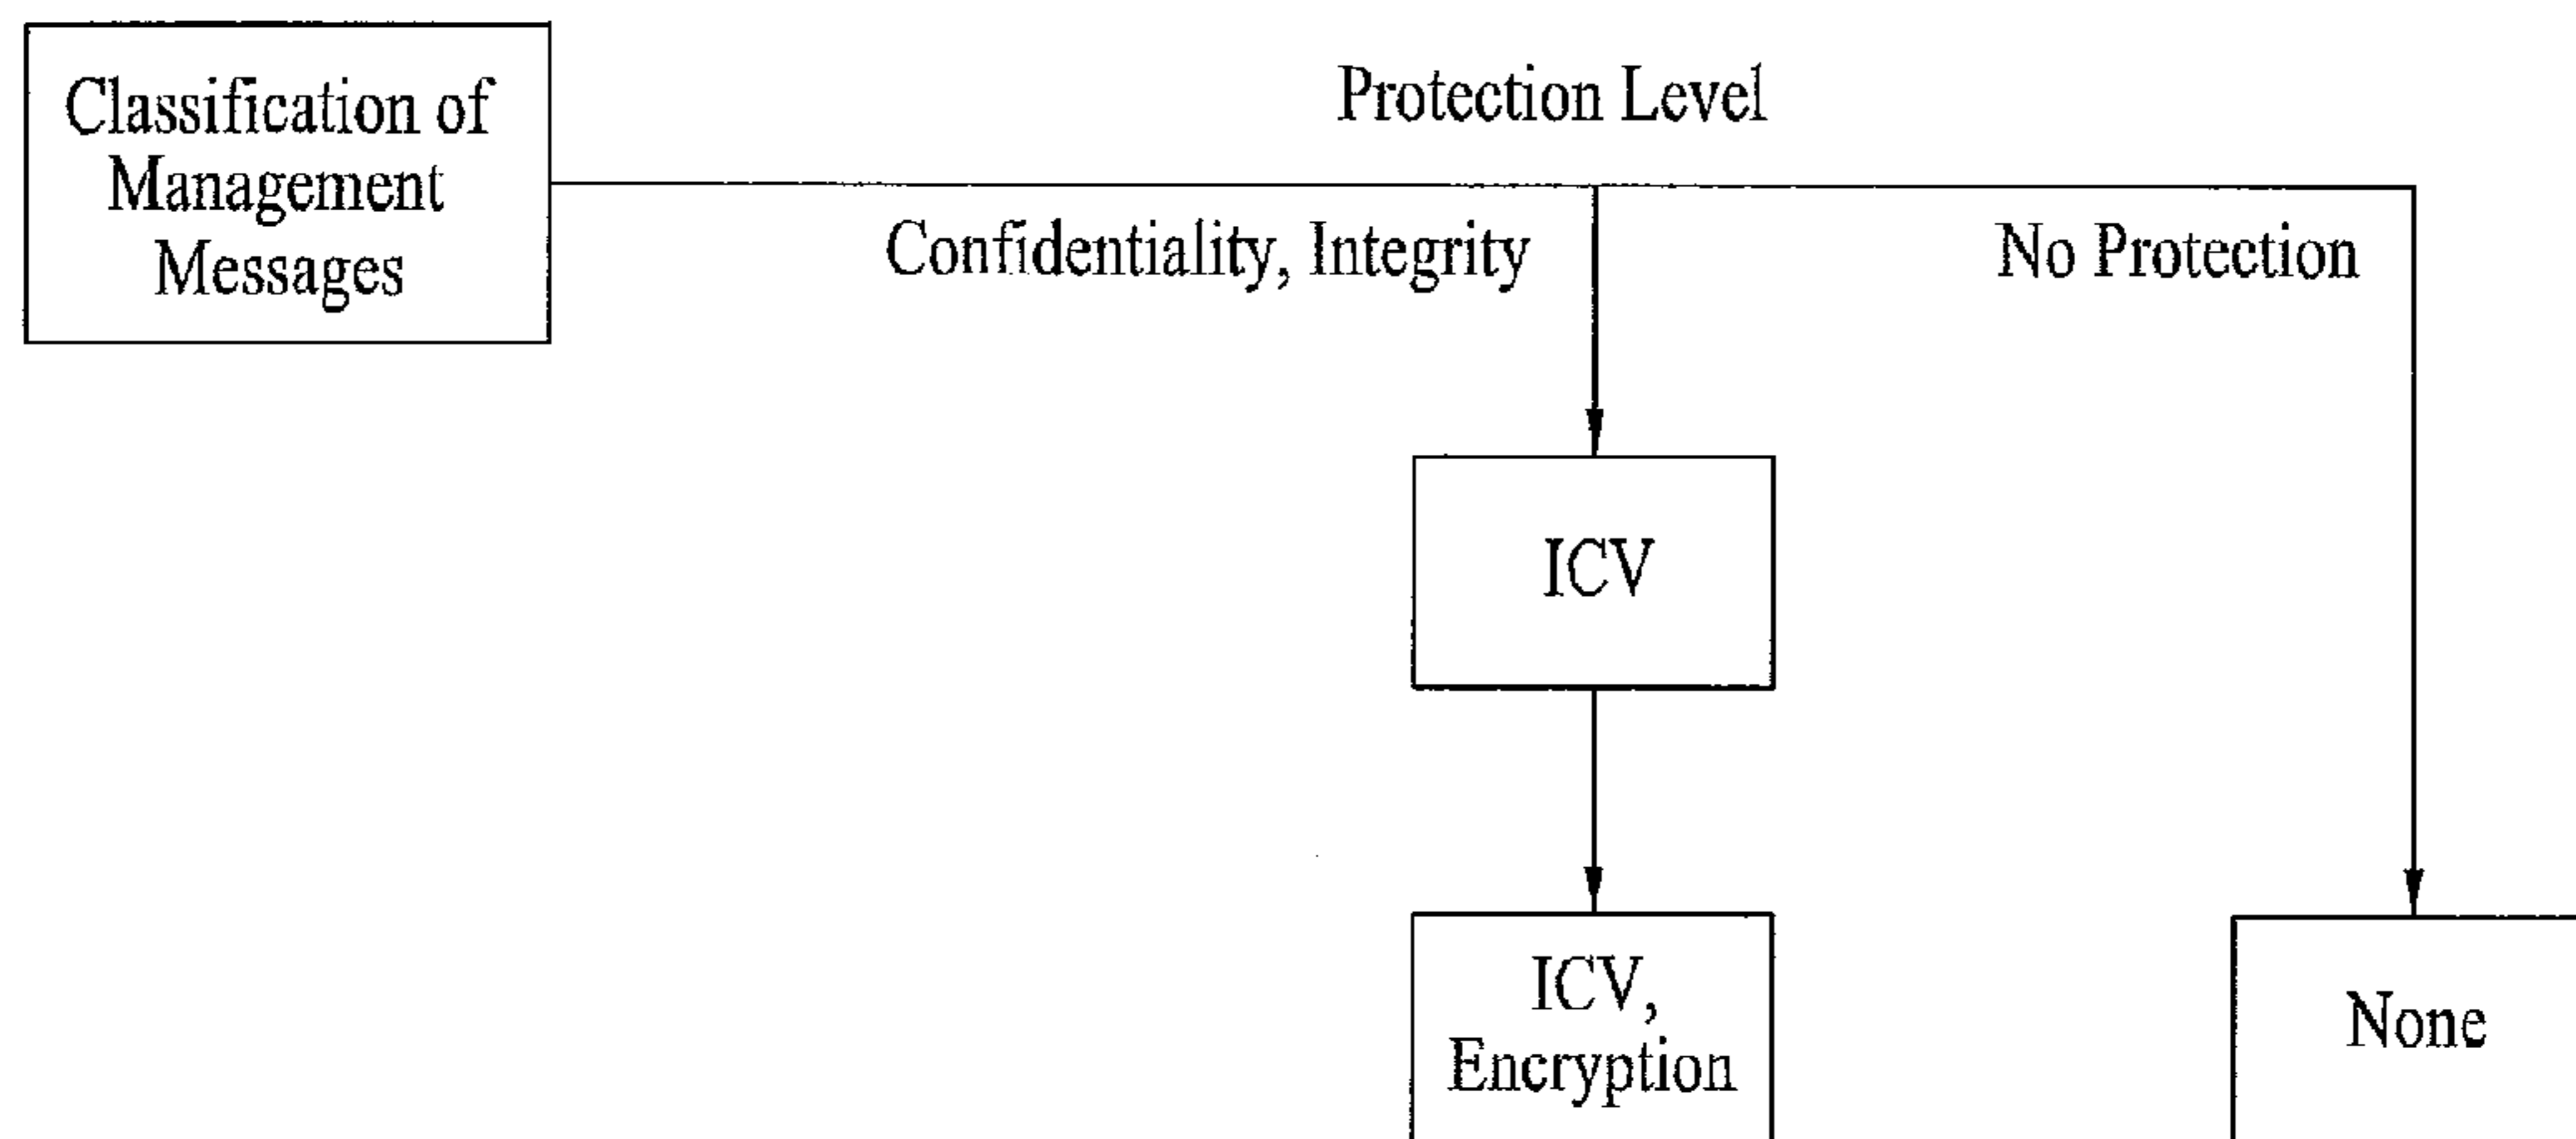 Classification of
Management
Messages
Protection Level
Confidentiality, Integrity
No Protection
ICV
ICV,
Encryption
None